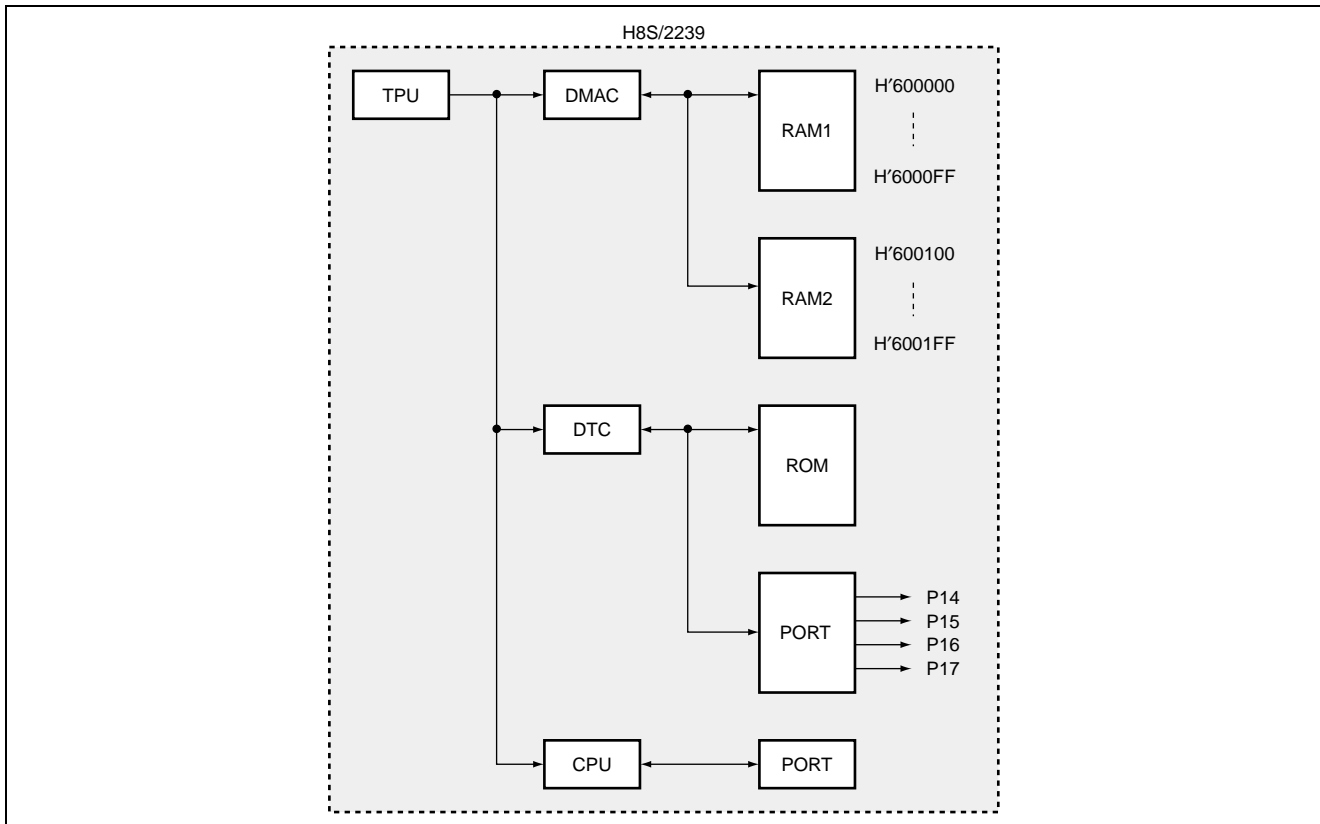 H8S/2239
TPU
DMAC
RAM1
H'600000
H'6000FF
RAM2
H'600100
H'6001FF
DTC
ROM
PORT
P14
P15
P16
P17
CPU
PORT